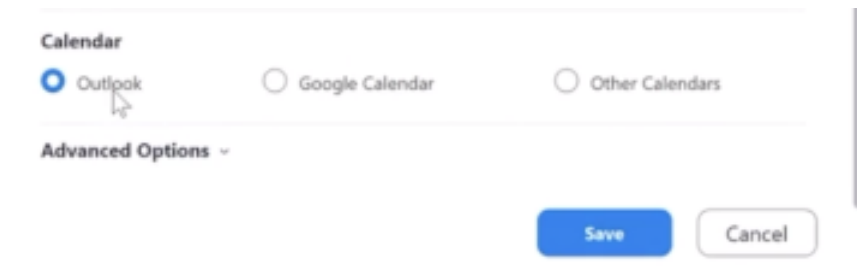 Calendar
Outlook Google Calendar Other Calendars
Advanced Options
Save Cancel